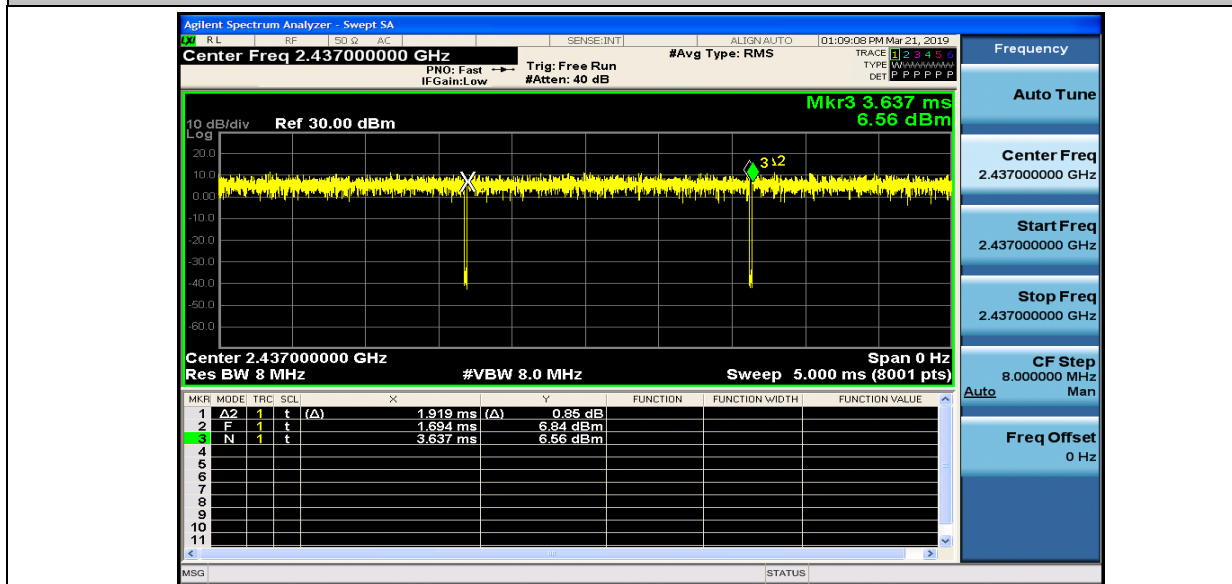 Agilent Spectrum Analyzer - Swept SA
LXI RL RF 50 Ω AC SENSE:INT ALIGN AUTO 01:09:08 PM Mar 21, 2019
Center Freq 2.437000000 GHz
PNO: Fast
IFGain:Low
Trig: Free Run
#Atten: 40 dB
#Avg Type: RMS
TRACE 1 2 3 4 5 6
TYPE WWWWWW
DET P P P P P P
Mkr3 3.637 ms
6.56 dBm
10 dB/div Ref 30.00 dBm
Log
20.0
10.0
0.00
-10.0
-20.0
-30.0
-40.0
-50.0
-60.0
X
3 2
Center 2.437000000 GHz Span 0 Hz
Res BW 8 MHz #VBW 8.0 MHz Sweep 5.000 ms (8001 pts)
MKR MODE TRC SCL X Y FUNCTION FUNCTION WIDTH FUNCTION VALUE
1 Δ2 1 t (Δ) 1.919 ms (Δ) 0.85 dB
2 F 1 t 1.694 ms 6.84 dBm
3 N 1 t 3.637 ms 6.56 dBm
4
5
6
7
8
9
10
11
MSG STATUS
Frequency
Auto Tune
Center Freq
2.437000000 GHz
Start Freq
2.437000000 GHz
Stop Freq
2.437000000 GHz
CF Step
8.000000 MHz
Auto Man
Freq Offset
0 Hz